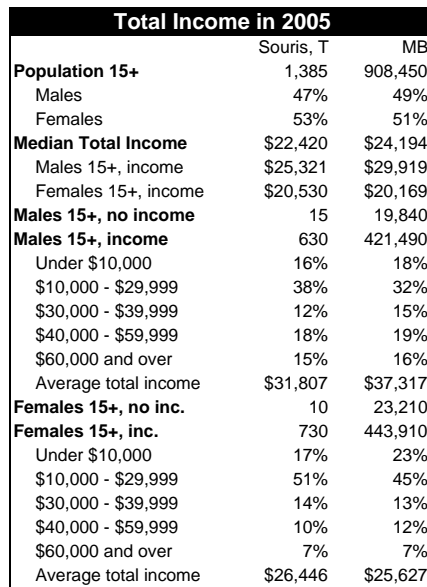 Total Income in 2005
Souris, T MB
Population 15+ 1,385 908,450
Males 47% 49%
Females 53% 51%
Median Total Income $22,420 $24,194
Males 15+, income $25,321 $29,919
Females 15+, income $20,530 $20,169
Males 15+, no income 15 19,840
Males 15+, income 630 421,490
Under $10,000 16% 18%
$10,000 - $29,999 38% 32%
$30,000 - $39,999 12% 15%
$40,000 - $59,999 18% 19%
$60,000 and over 15% 16%
Average total income $31,807 $37,317
Females 15+, no inc. 10 23,210
Females 15+, inc. 730 443,910
Under $10,000 17% 23%
$10,000 - $29,999 51% 45%
$30,000 - $39,999 14% 13%
$40,000 - $59,999 10% 12%
$60,000 and over 7% 7%
Average total income $26,446 $25,627